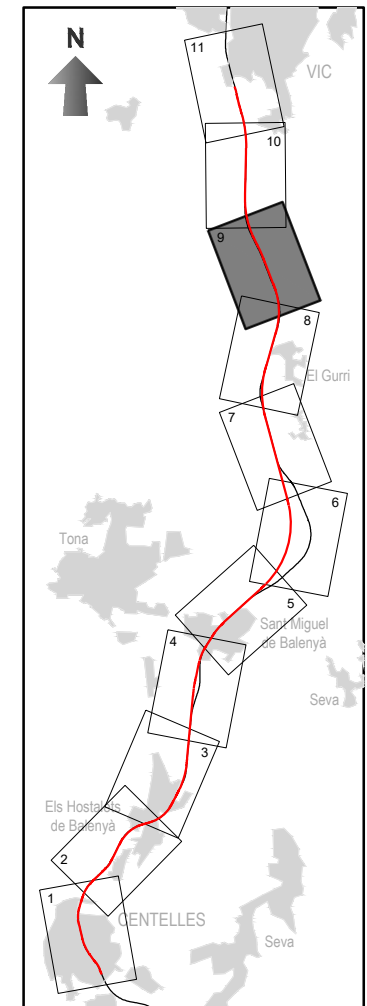 N
11
VIC
10
9
8
El Gurri
7
6
Tona
5
Sant Miguel
de Balenyà
4
Seva
3
Els Hostalets
de Balenyà
2
1
CENTELLES
Seva